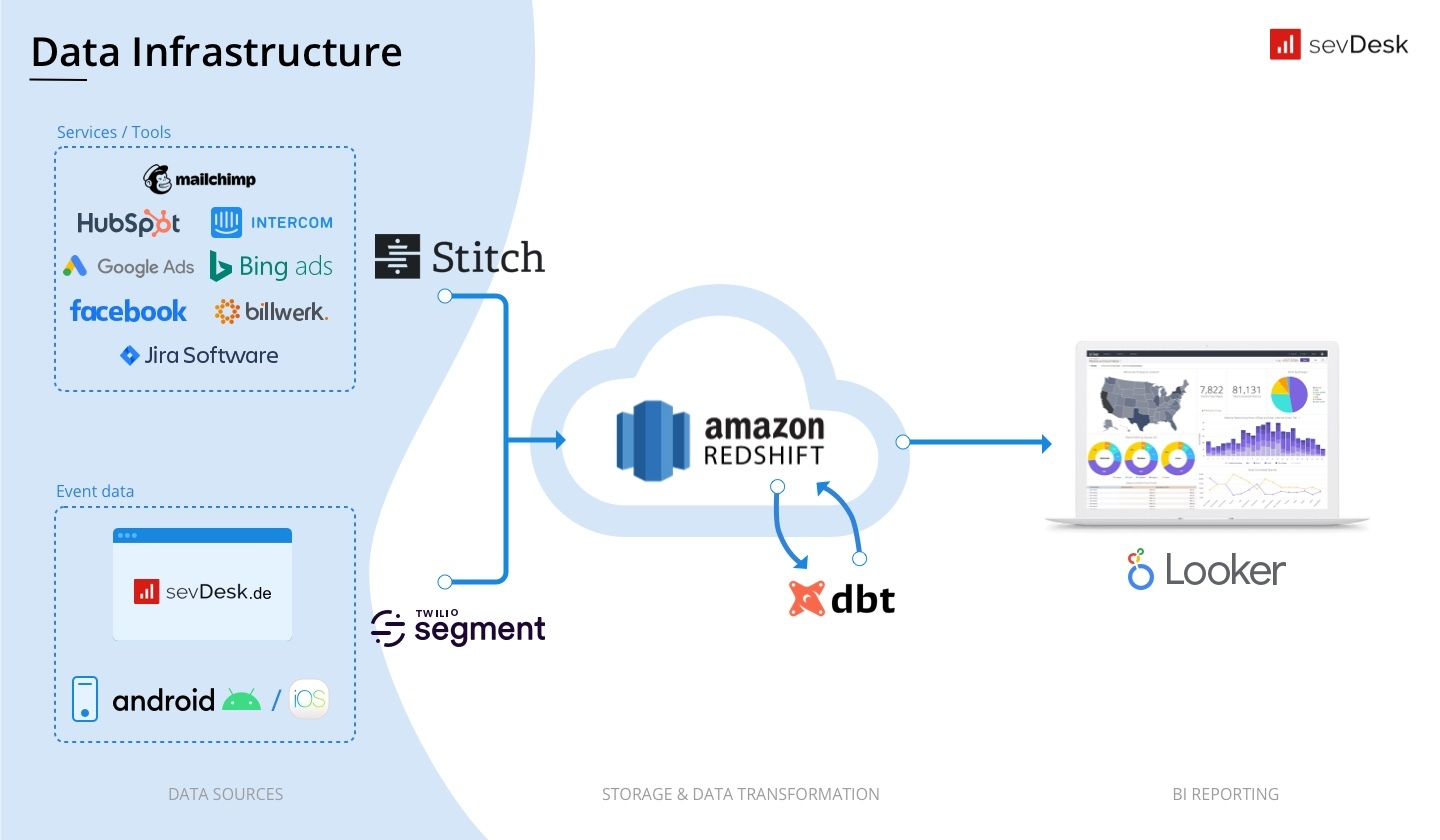 Data Infrastructure
sevDesk
Services / Tools
mailchimp
HubSpot
INTERCOM
Google Ads
Bing ads
facebook
billwerk.
Jira Software
Stitch
amazon
REDSHIFT
7,822
81,131
Event data
sevDesk.de
TWILIO
segment
android
/
iOS
dbt
Looker
DATA SOURCES
STORAGE & DATA TRANSFORMATION
BI REPORTING